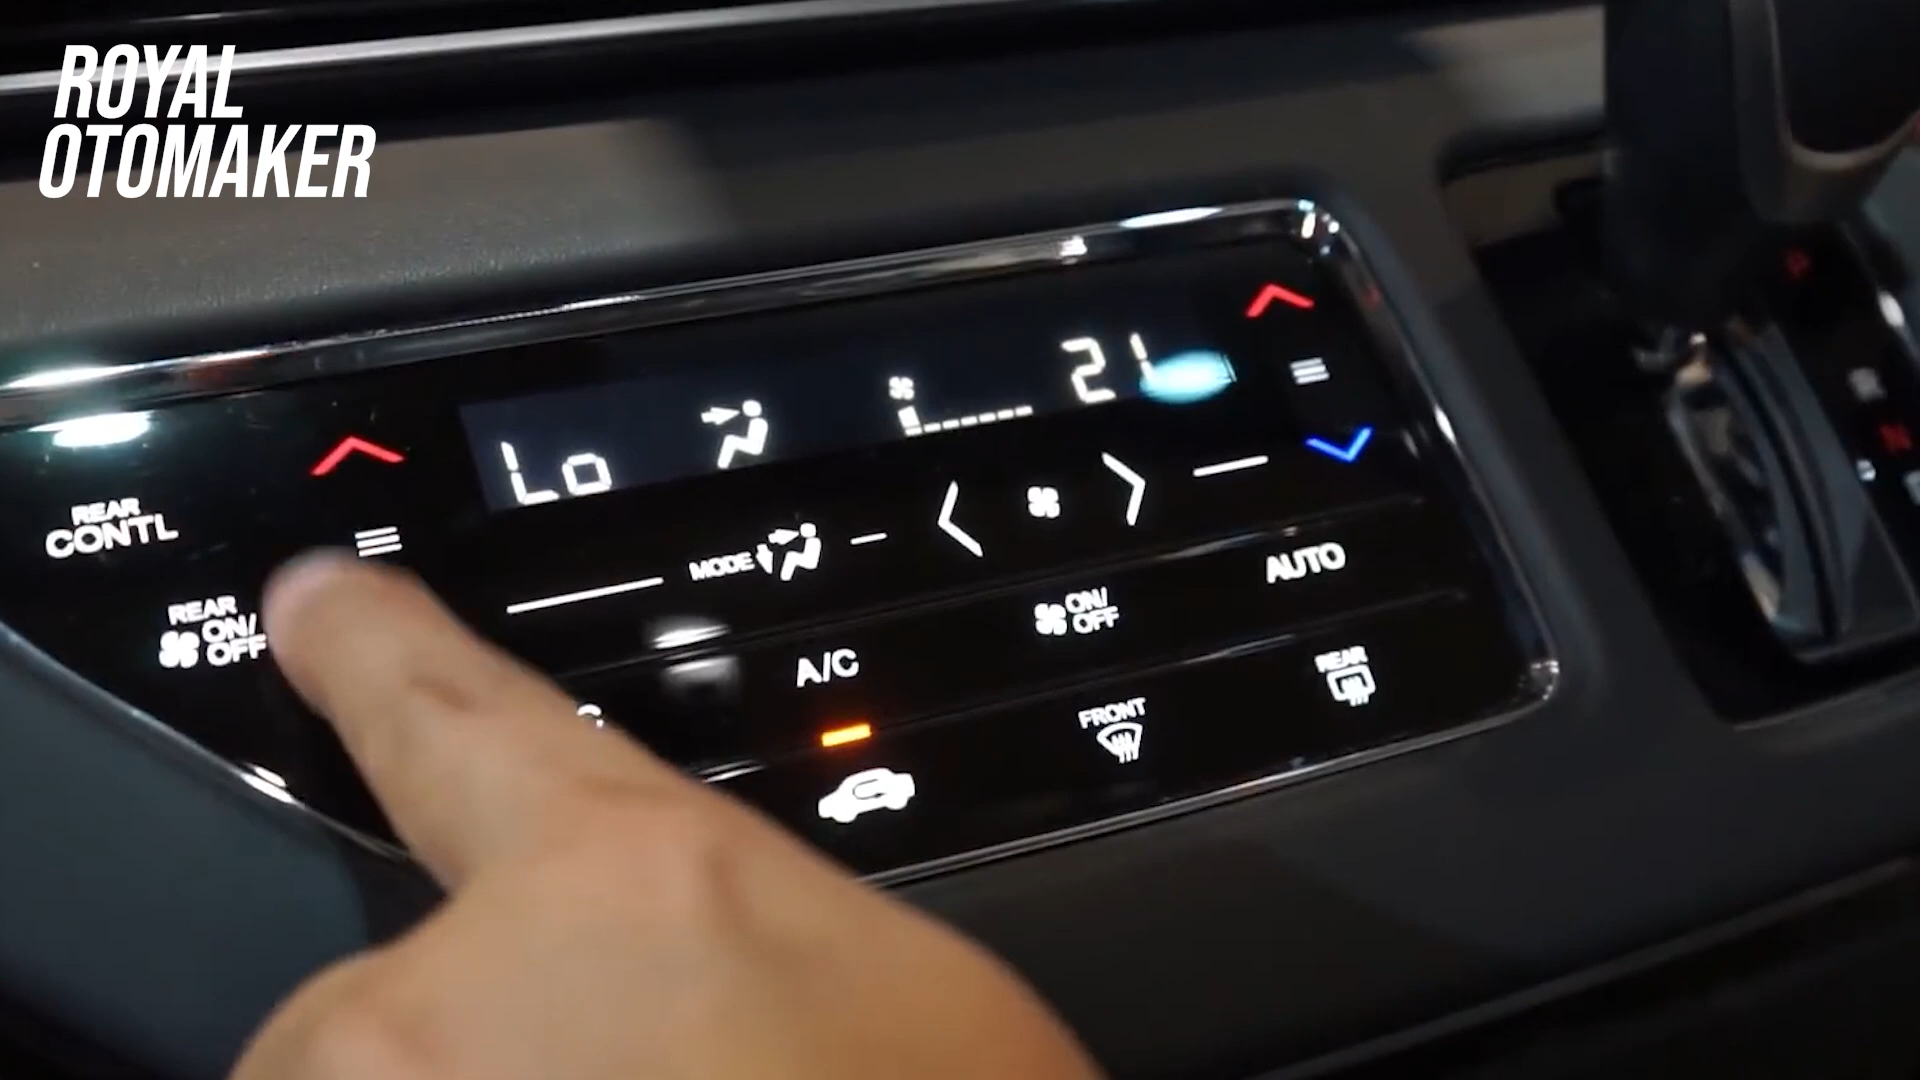 ROYAL
OTOMAKER
Lo
21
REAR
CONTL
MODE
REAR
ON/
OFF
A/C
ON/
OFF
AUTO
FRONT
REAR
P
N